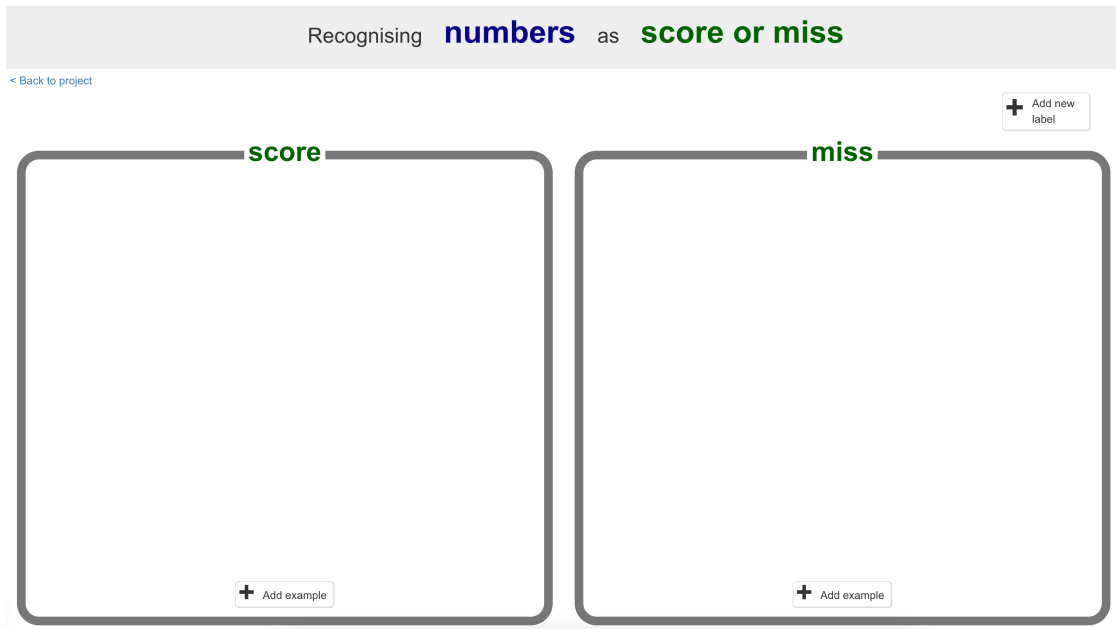 Recognising numbers as score or miss
< Back to project
Add new
label
score
miss
Add example
Add example